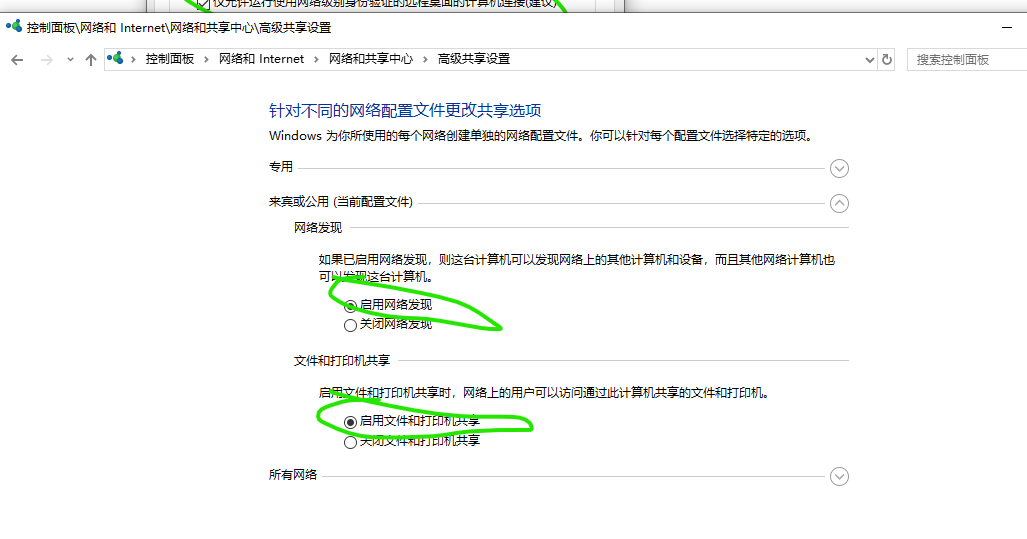 仅允许运行使用网络级别身份验证的远程桌面的计算机连接(建议)
控制面板\网络和 Internet\网络和共享中心\高级共享设置
控制面板 > 网络和 Internet > 网络和共享中心 > 高级共享设置
搜索控制面板
针对不同的网络配置文件更改共享选项
Windows 为你所使用的每个网络创建单独的网络配置文件。你可以针对每个配置文件选择特定的选项。
专用
来宾或公用 (当前配置文件)
网络发现
如果已启用网络发现，则这台计算机可以发现网络上的其他计算机和设备，而且其他网络计算机也
可以发现这台计算机。
启用网络发现
关闭网络发现
文件和打印机共享
启用文件和打印机共享时，网络上的用户可以访问通过此计算机共享的文件和打印机。
启用文件和打印机共享
关闭文件和打印机共享
所有网络